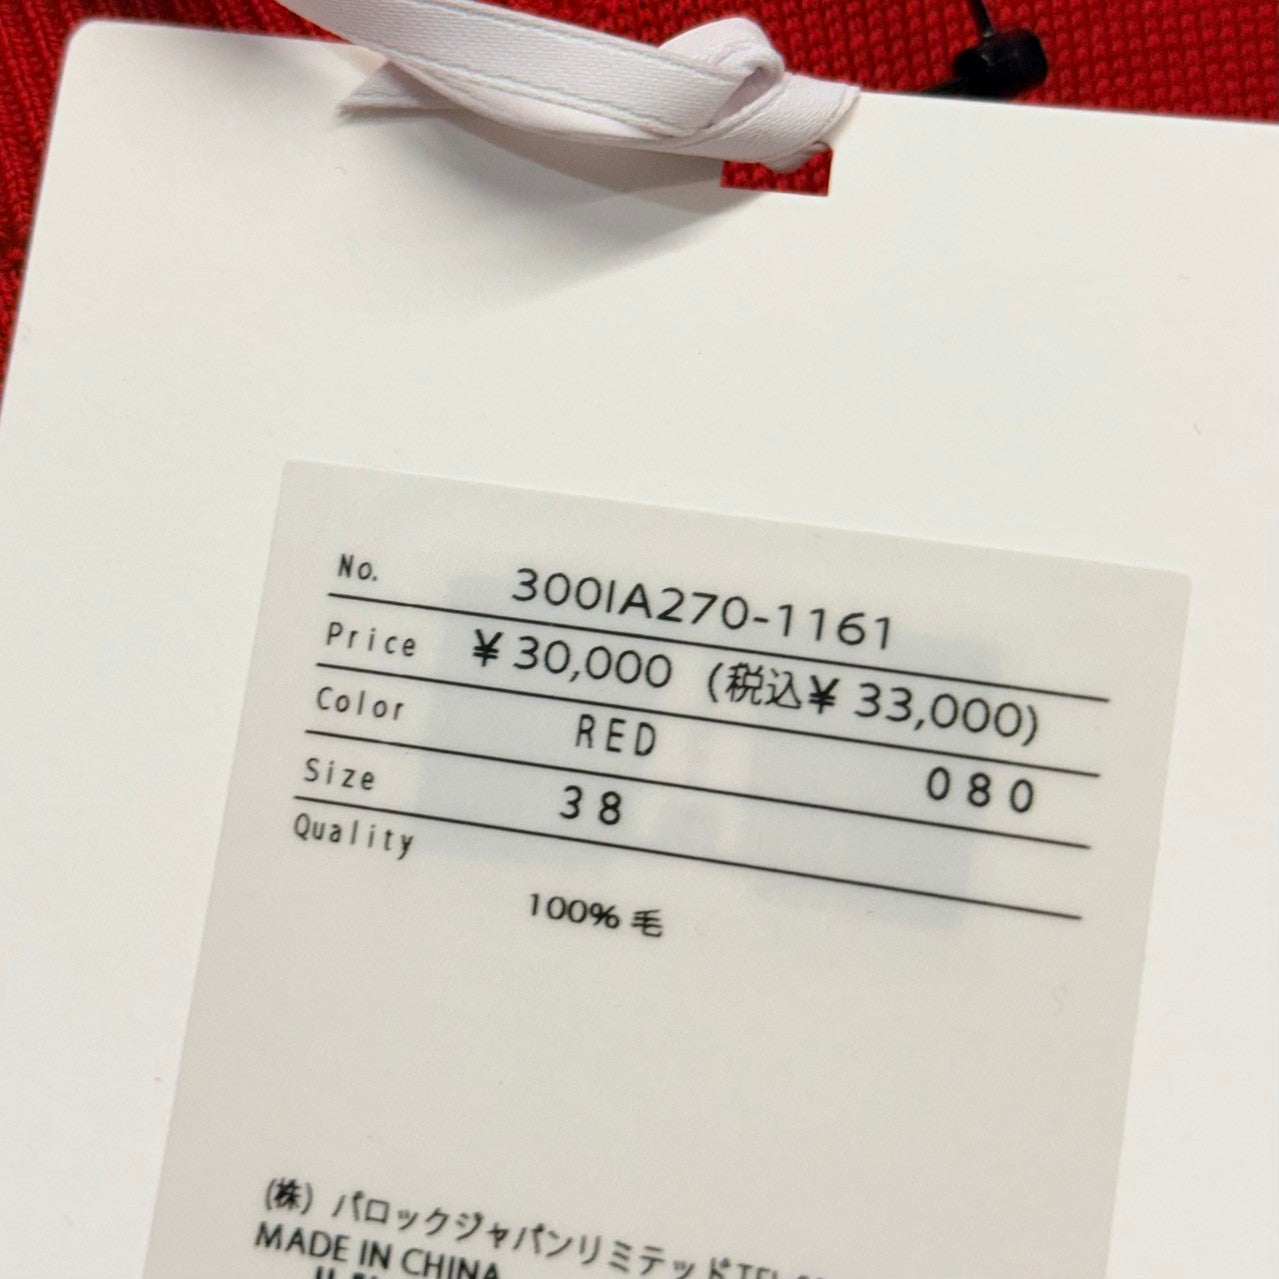 No. 300IA270-1161
Price ¥30,000 (税込¥ 33,000)
Color RED 080
Size 38
Quality
100% 毛
(株) バロックジャパンリミテッド TEL
MADE IN CHINA